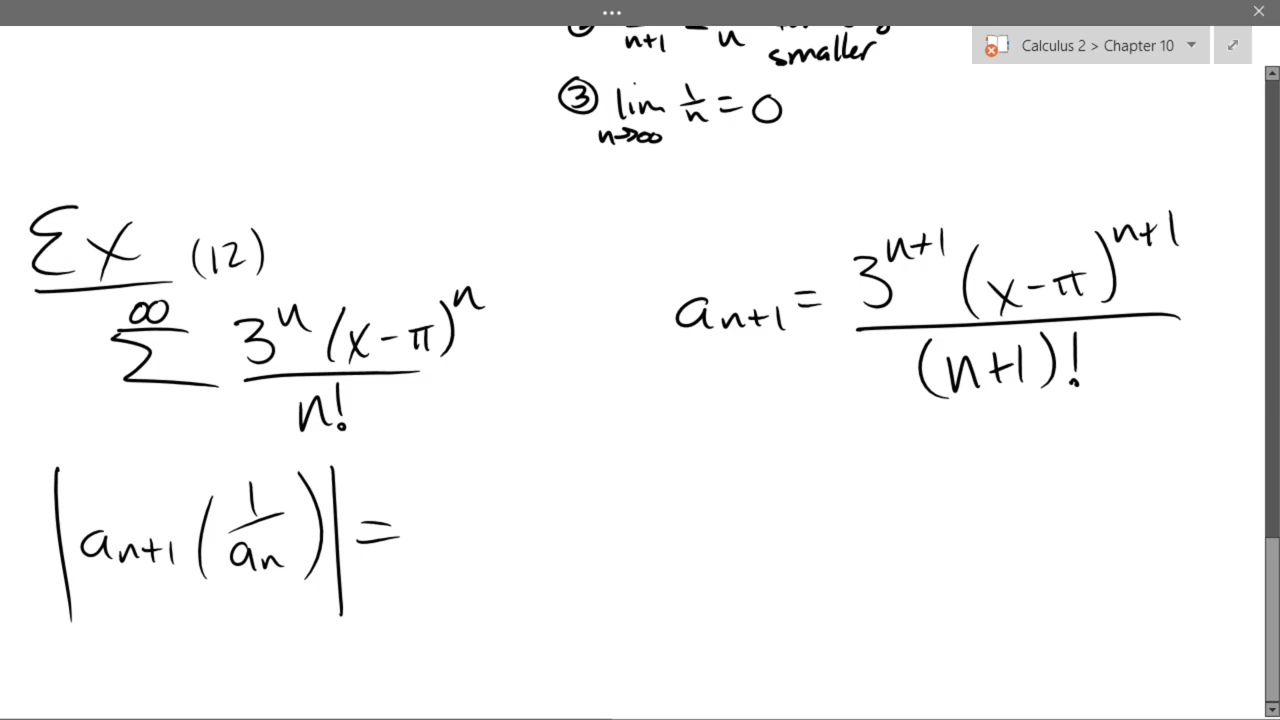 Calculus 2 > Chapter 10
n+1 n
smaller
③ lim 1/n = 0
n→∞
Ex (12)
∞
Σ 3^n (x-π)^n / n!
a_{n+1} = 3^{n+1} (x-π)^{n+1} / (n+1)!
|a_{n+1} (1/a_n)| =